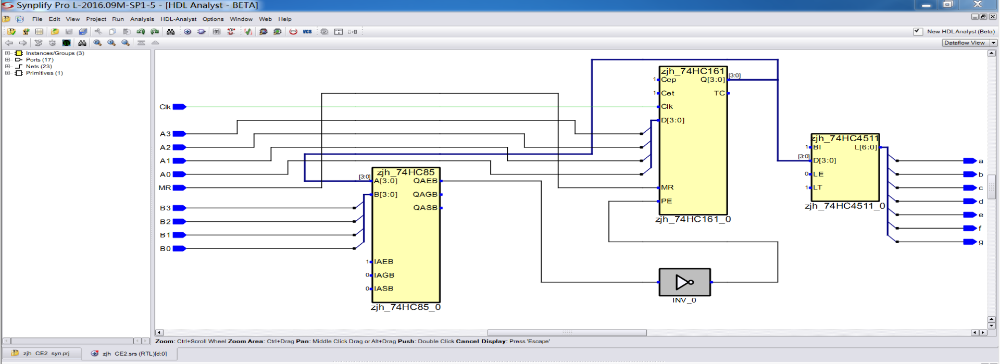 Synplify Pro L-2016.09M-SP1-5 - [HDL Analyst - BETA]
File Edit View Project Run Analysis HDL-Analyst Options Window Web Help
VCS
New HDLAnalyst (Beta)
Dataflow View
Instances/Groups (3)
Ports (17)
Nets (23)
Primitives (1)
zjh_74HC161
1 Cep Q[3:0] [3:0]
1 Cet TC
Clk Clk
D[3:0]
A3
A2
A1
A0
MR
MR
PE
zjh_74HC161_0
zjh_74HC85
[3:0] A[3:0] QAEB
B[3:0] QAGB
QASB
B3
B2
B1
B0
1 IAEB
0 IAGB
0 IASB
zjh_74HC85_0
INV_0
zjh_74HC4511
1 BI L[6:0]
[3:0] D[3:0]
0 LE
1 LT
zjh_74HC4511_0
a
b
c
d
e
f
g
Zoom: Ctrl+Scroll Wheel Zoom Area: Ctrl+Drag Pan: Middle Click Drag or Alt+Drag Push: Double Click Cancel Display: Press 'Escape'
zjh_CE2_syn.prj
zjh_CE2.srs (RTL)[d:0]